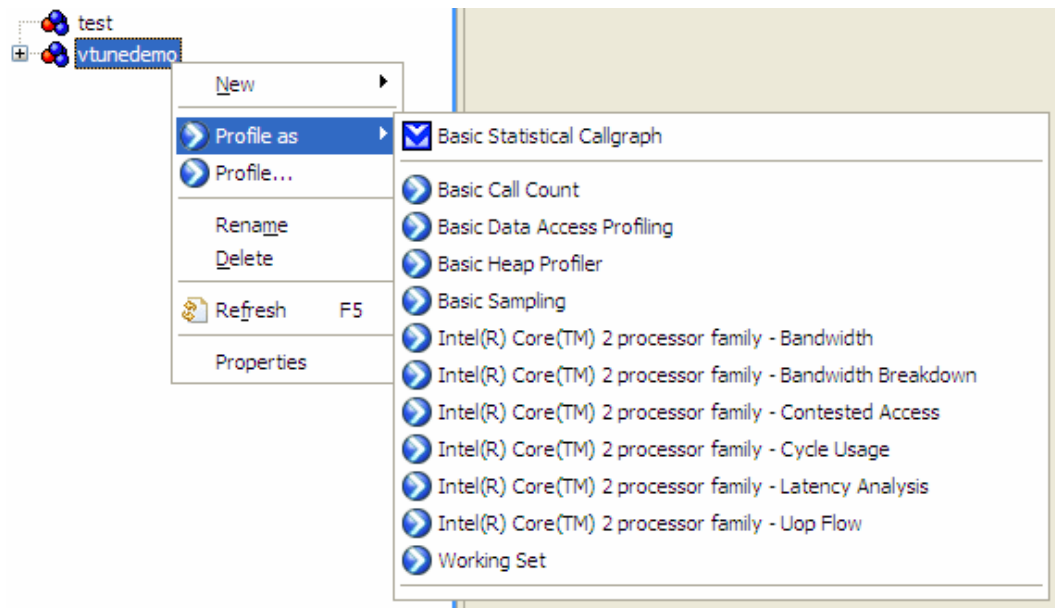 test
vtunedemo
New
Profile as
Profile...
Rename
Delete
Refresh F5
Properties
Basic Statistical Callgraph
Basic Call Count
Basic Data Access Profiling
Basic Heap Profiler
Basic Sampling
Intel(R) Core(TM) 2 processor family - Bandwidth
Intel(R) Core(TM) 2 processor family - Bandwidth Breakdown
Intel(R) Core(TM) 2 processor family - Contested Access
Intel(R) Core(TM) 2 processor family - Cycle Usage
Intel(R) Core(TM) 2 processor family - Latency Analysis
Intel(R) Core(TM) 2 processor family - Uop Flow
Working Set